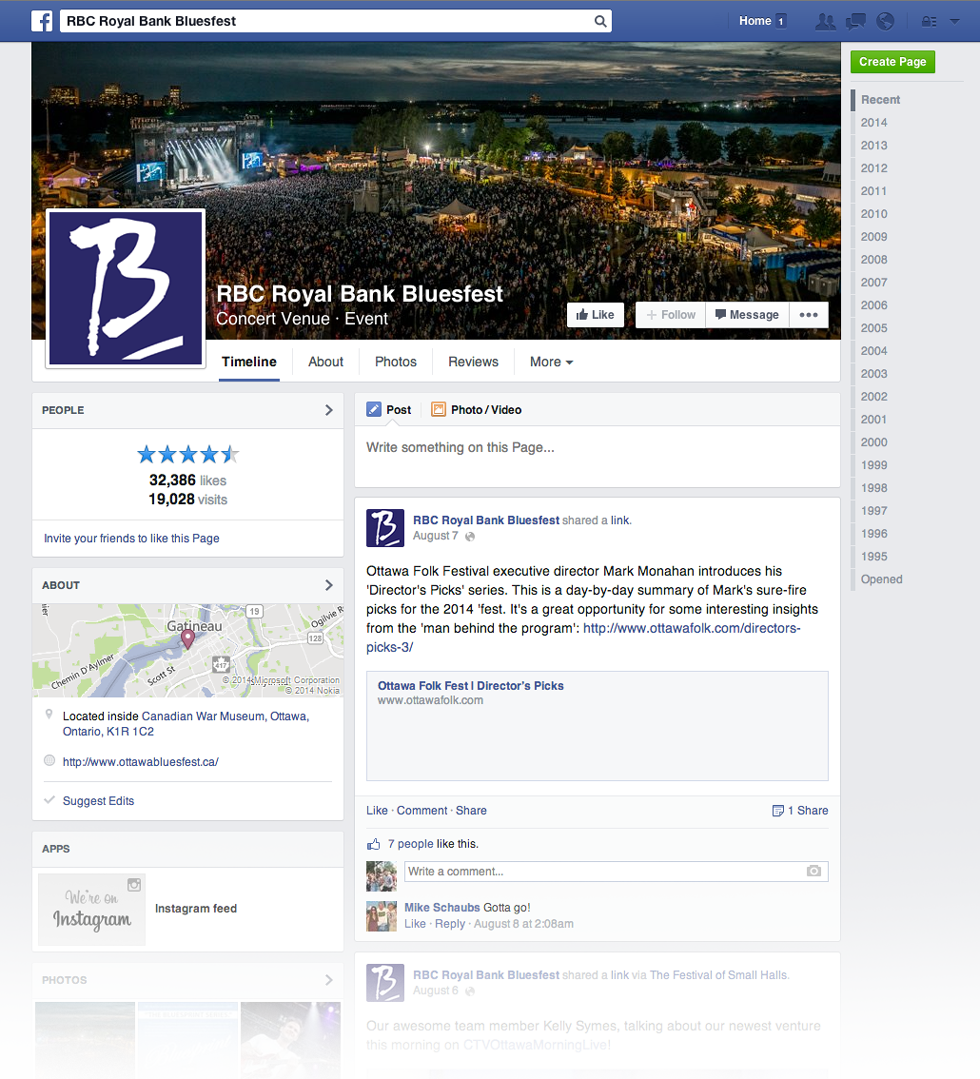 RBC Royal Bank Bluesfest
Home 1
Create Page
Recent
2014
2013
2012
2011
2010
2009
2008
2007
2006
2005
2004
2003
2002
2001
2000
1999
1998
1997
1996
1995
Opened
Bell
B
RBC Royal Bank Bluesfest
Concert Venue · Event
Like
+ Follow
Message
Timeline
About
Photos
Reviews
More
PEOPLE
32,386 likes
19,028 visits
Invite your friends to like this Page
ABOUT
Gatineau
19
Ogilvie R
128
417
Chemin D'Aylmer
Scott St
© 2014 Microsoft Corporation
© 2014 Nokia
Located inside Canadian War Museum, Ottawa,
Ontario, K1R 1C2
http://www.ottawabluesfest.ca/
Suggest Edits
APPS
We're on
Instagram
Instagram feed
PHOTOS
Post
Photo / Video
Write something on this Page...
B
RBC Royal Bank Bluesfest shared a link.
August 7
Ottawa Folk Festival executive director Mark Monahan introduces his
'Director's Picks' series. This is a day-by-day summary of Mark's sure-fire
picks for the 2014 'fest. It's a great opportunity for some interesting insights
from the 'man behind the program': http://www.ottawafolk.com/directors-
picks-3/
Ottawa Folk Fest | Director's Picks
www.ottawafolk.com
Like · Comment · Share
1 Share
7 people like this.
Write a comment...
Mike Schaubs Gotta go!
Like · Reply · August 8 at 2:08am
B
RBC Royal Bank Bluesfest shared a link via The Festival of Small Halls.
August 6
Our awesome team member Kelly Symes, talking about our newest venture
this morning on CTVOttawaMorningLive!